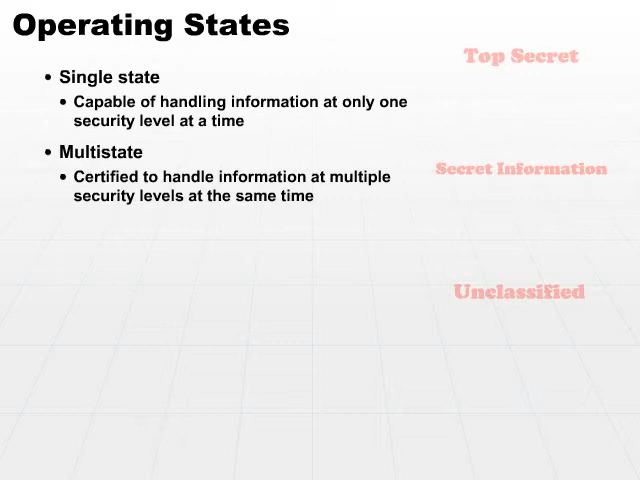 Operating States
Top Secret
• Single state
• Capable of handling information at only one
security level at a time
• Multistate
Secret Information
• Certified to handle information at multiple
security levels at the same time
Unclassified